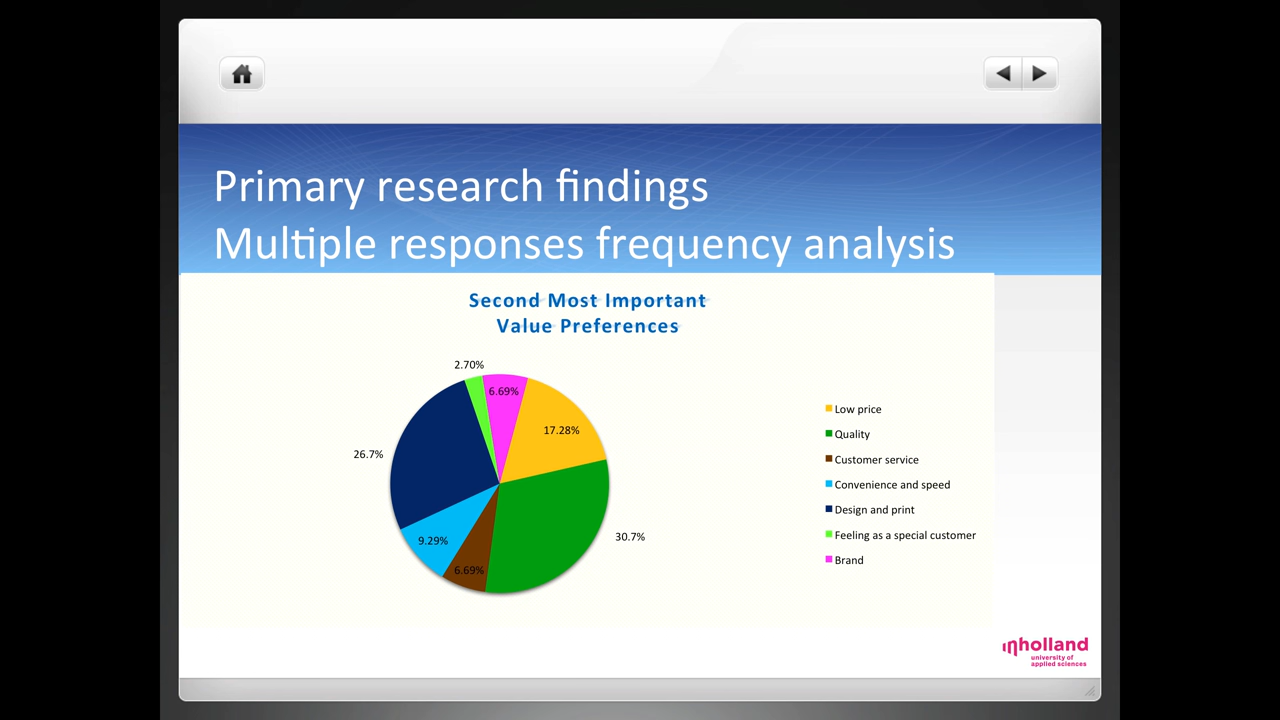 Primary research findings
Multiple responses frequency analysis
Second Most Important
Value Preferences
2.70%
6.69%
17.28%
26.7%
30.7%
9.29%
6.69%
Low price
Quality
Customer service
Convenience and speed
Design and print
Feeling as a special customer
Brand
inholland
university of
applied sciences